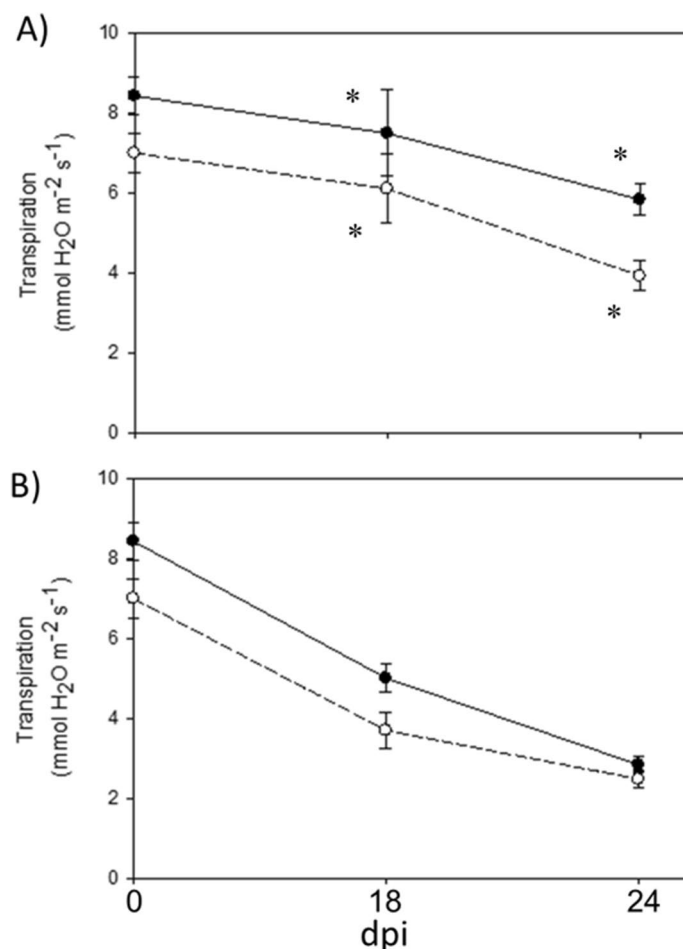 A)
10
8
6
4
2
0
Transpiration
(mmol H₂O m⁻² s⁻¹)
*
*
*
*
B)
10
8
6
4
2
0
Transpiration
(mmol H₂O m⁻² s⁻¹)
0 18 24
dpi